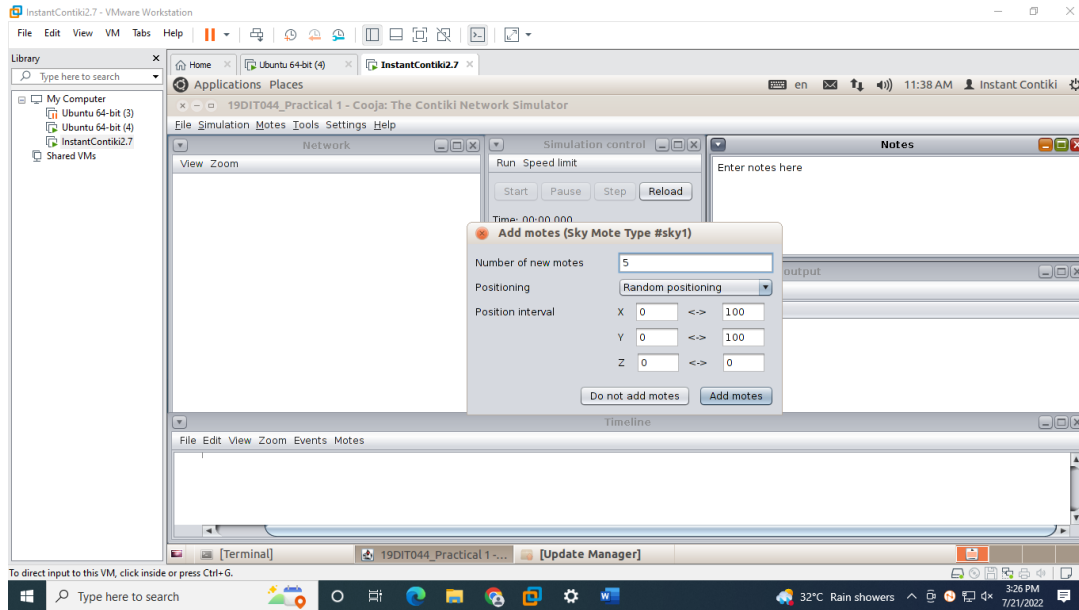 InstantContiki2.7 - VMware Workstation
File Edit View VM Tabs Help
Library
Type here to search
My Computer
Ubuntu 64-bit (3)
Ubuntu 64-bit (4)
InstantContiki2.7
Shared VMs
Home
Ubuntu 64-bit (4)
InstantContiki2.7
Applications Places
en
11:38 AM
Instant Contiki
19DIT044_Practical 1 - Cooja: The Contiki Network Simulator
File Simulation Motes Tools Settings Help
Network
View Zoom
Simulation control
Run Speed limit
Start Pause Step Reload
Time: 00:00.000
Notes
Enter notes here
output
Add motes (Sky Mote Type #sky1)
Number of new motes 5
Positioning Random positioning
Position interval X 0 <-> 100
Y 0 <-> 100
Z 0 <-> 0
Do not add motes Add motes
Timeline
File Edit View Zoom Events Motes
[Terminal]
19DIT044_Practical 1 -...
[Update Manager]
To direct input to this VM, click inside or press Ctrl+G.
Type here to search
32°C Rain showers
3:26 PM
7/21/2022